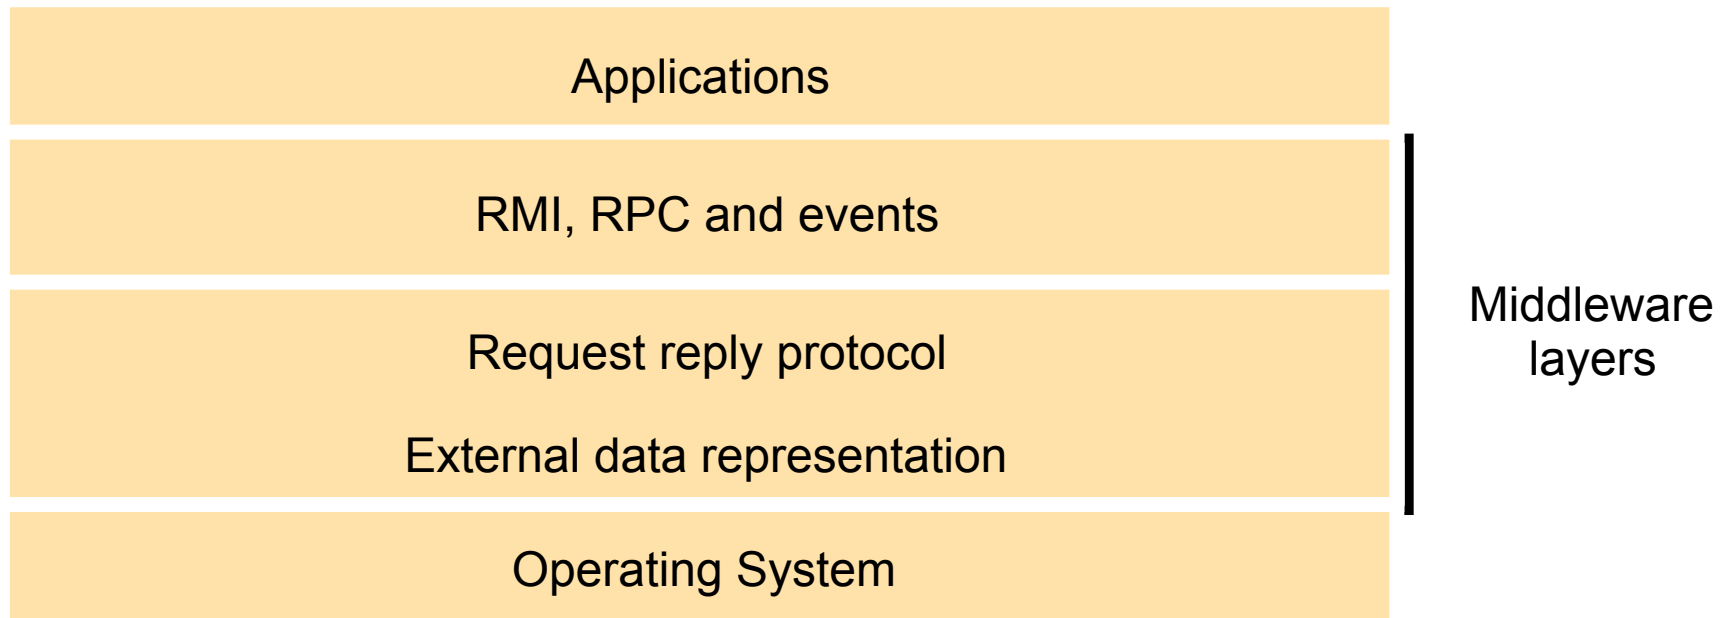 Applications
RMI, RPC and events
Request reply protocol
External data representation
Operating System
Middleware
layers